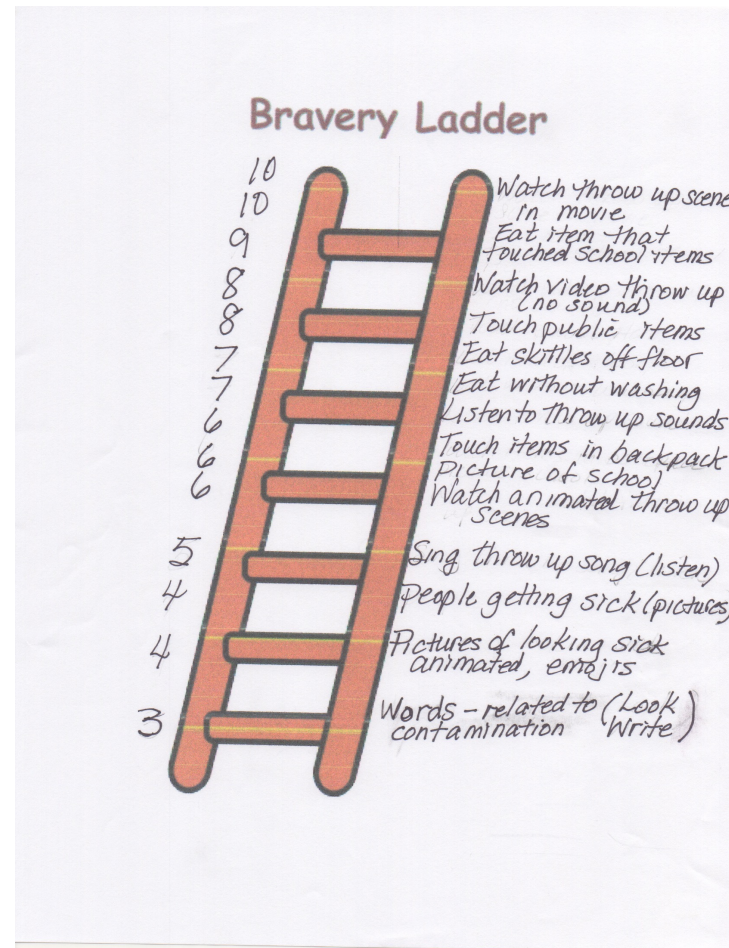 Bravery Ladder
10 Watch throw up scene
in movie
10 Eat item that
touched school items
9 Watch video throw up
(no sound)
8 Touch public items
8 Eat skittles off floor
7 Eat without washing
7 Listen to throw up sounds
6 Touch items in backpack
6 Picture of school
6 Watch animated throw up
scenes
5 Sing throw up song (listen)
4 People getting sick (pictures)
4 Pictures of looking sick
animated, emojis
3 Words - related to (Look
contamination Write)